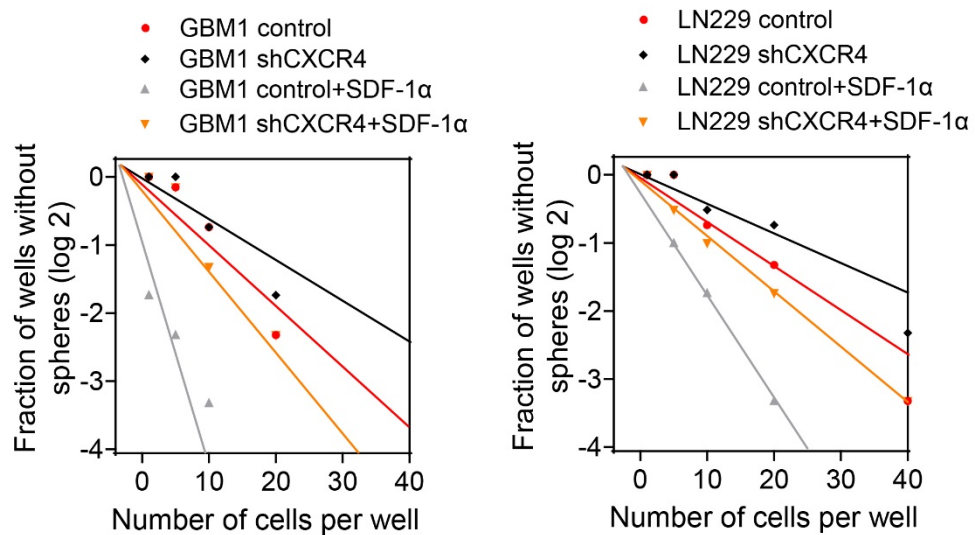 GBM1 control
GBM1 shCXCR4
GBM1 control+SDF-1α
GBM1 shCXCR4+SDF-1α
Fraction of wells without
spheres (log 2)
0
-1
-2
-3
-4
0 10 20 30 40
Number of cells per well
LN229 control
LN229 shCXCR4
LN229 control+SDF-1α
LN229 shCXCR4+SDF-1α
Fraction of wells without
spheres (log 2)
0
-1
-2
-3
-4
0 10 20 30 40
Number of cells per well